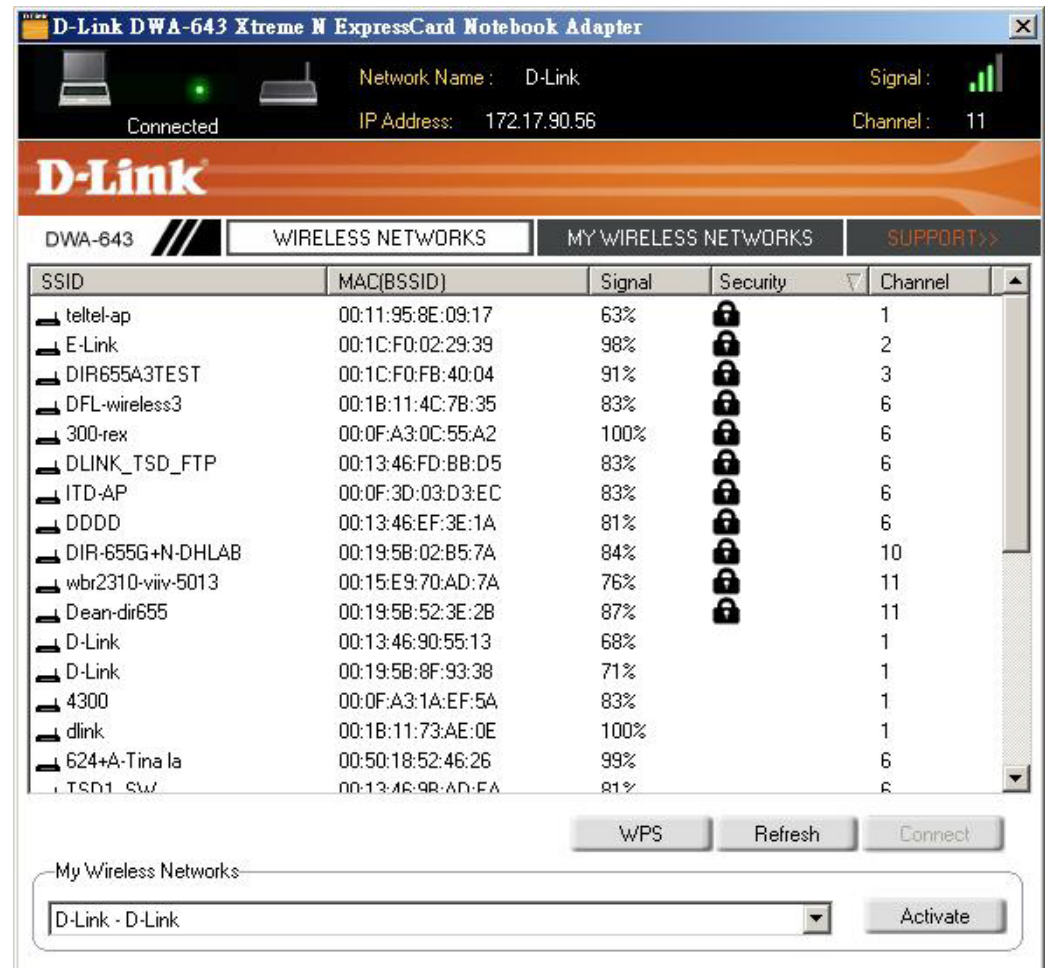 D-Link DWA-643 Xtreme N ExpressCard Notebook Adapter
Network Name : D-Link Signal :
Connected IP Address: 172.17.90.56 Channel : 11
D-Link
DWA-643 WIRELESS NETWORKS MY WIRELESS NETWORKS SUPPORT>>
SSID MAC(BSSID) Signal Security Channel
teltel-ap 00:11:95:8E:09:17 63% 1
E-Link 00:1C:F0:02:29:39 98% 2
DIR655A3TEST 00:1C:F0:FB:40:04 91% 3
DFL-wireless3 00:1B:11:4C:7B:35 83% 6
300-rex 00:0F:A3:0C:55:A2 100% 6
DLINK_TSD_FTP 00:13:46:FD:BB:D5 83% 6
ITD-AP 00:0F:3D:03:D3:EC 83% 6
DDDD 00:13:46:EF:3E:1A 81% 6
DIR-655G+N-DHLAB 00:19:5B:02:B5:7A 84% 10
wbr2310-viiv-5013 00:15:E9:70:AD:7A 76% 11
Dean-dir655 00:19:5B:52:3E:2B 87% 11
D-Link 00:13:46:90:55:13 68% 1
D-Link 00:19:5B:8F:93:38 71% 1
4300 00:0F:A3:1A:EF:5A 83% 1
dlink 00:1B:11:73:AE:0E 100% 1
624+A-Tina la 00:50:18:52:46:26 99% 6
TSD1_SW 00:13:46:9B:AD:EA 81% 6
WPS Refresh Connect
My Wireless Networks
D-Link - D-Link Activate